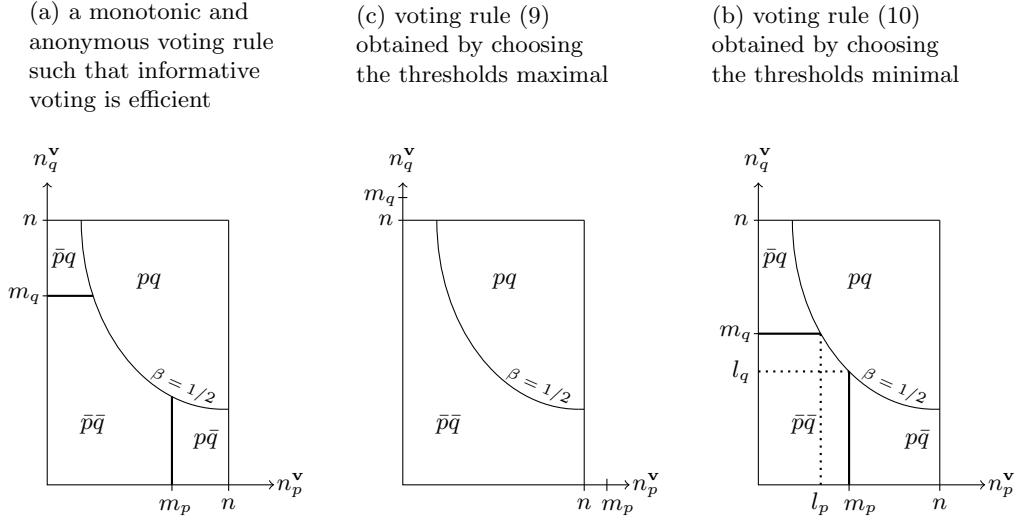 (a) a monotonic and
anonymous voting rule
such that informative
voting is efficient
n_q^𝐯
n
p̄q
pq
m_q
β = 1/2
p̄q̄
pq̄
m_p
n
n_p^𝐯
(c) voting rule (9)
obtained by choosing
the thresholds maximal
n_q^𝐯
m_q
n
pq
β = 1/2
p̄q̄
n
m_p
n_p^𝐯
(b) voting rule (10)
obtained by choosing
the thresholds minimal
n_q^𝐯
n
p̄q
pq
m_q
l_q
β = 1/2
p̄q̄
pq̄
l_p
m_p
n
n_p^𝐯